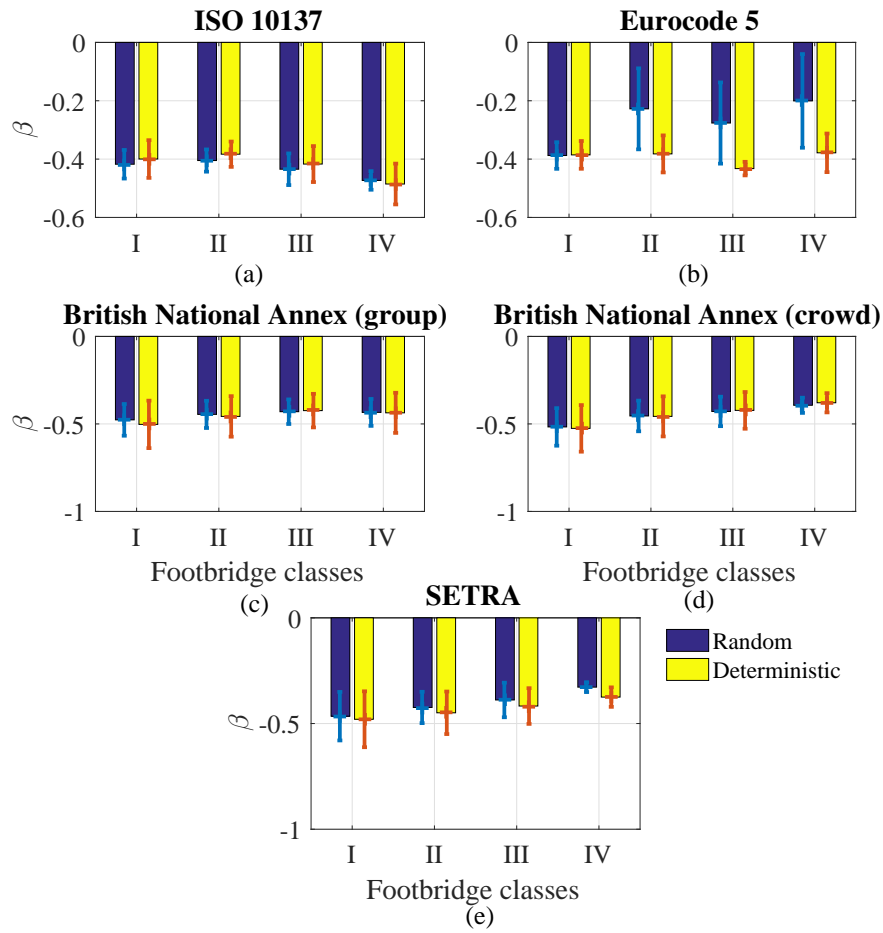 ISO 10137
Eurocode 5
0
-0.2
-0.4
-0.6
β
I II III IV
(a)
0
-0.2
-0.4
-0.6
I II III IV
(b)
British National Annex (group)
British National Annex (crowd)
0
-0.5
-1
β
I II III IV
Footbridge classes
(c)
0
-0.5
-1
I II III IV
Footbridge classes
(d)
SETRA
0
-0.5
-1
β
I II III IV
Footbridge classes
(e)
Random
Deterministic